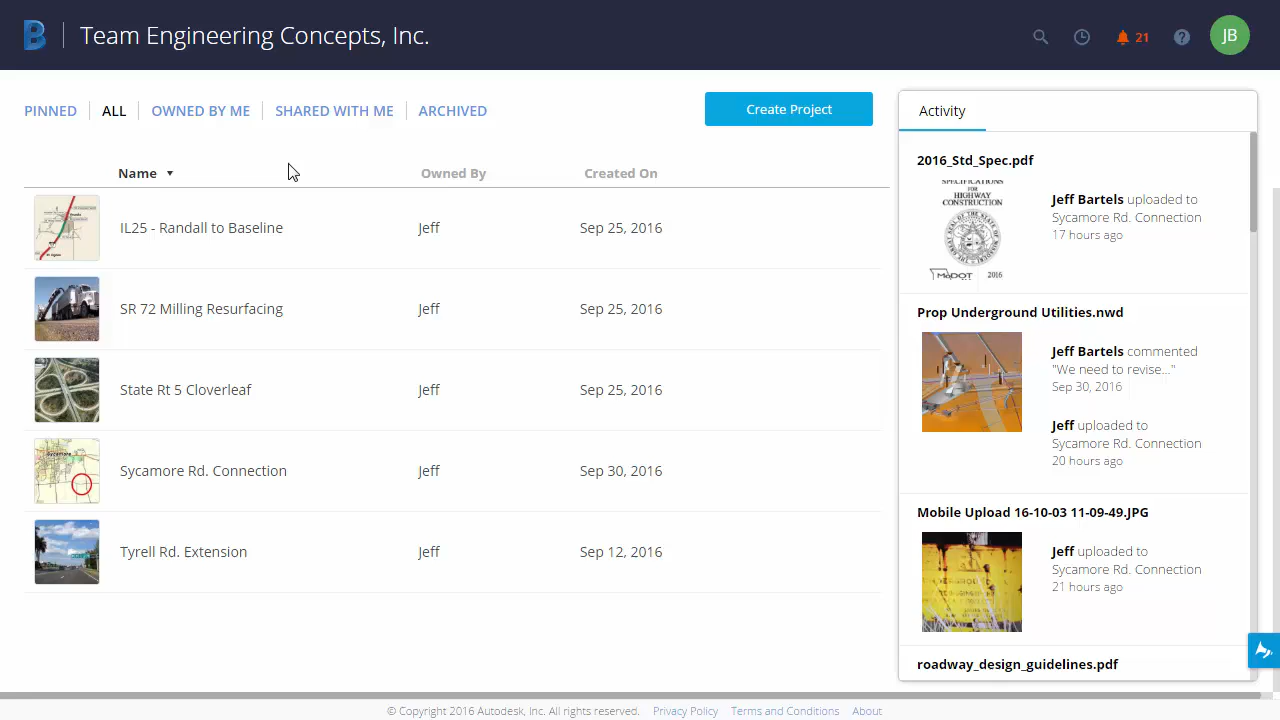 B
Team Engineering Concepts, Inc.
21
?
JB
PINNED
ALL
OWNED BY ME
SHARED WITH ME
ARCHIVED
Create Project
Name
Owned By
Created On
IL25 - Randall to Baseline
Jeff
Sep 25, 2016
SR 72 Milling Resurfacing
Jeff
Sep 25, 2016
State Rt 5 Cloverleaf
Jeff
Sep 25, 2016
Sycamore
Sycamore Rd. Connection
Jeff
Sep 30, 2016
Tyrell Rd. Extension
Jeff
Sep 12, 2016
Activity
2016_Std_Spec.pdf
SPECIFICATIONS
FOR
HIGHWAY
CONSTRUCTION
MoDOT
2016
Jeff Bartels uploaded to
Sycamore Rd. Connection
17 hours ago
Prop Underground Utilities.nwd
Jeff Bartels commented
"We need to revise..."
Sep 30, 2016
Jeff uploaded to
Sycamore Rd. Connection
20 hours ago
Mobile Upload 16-10-03 11-09-49.JPG
Jeff uploaded to
Sycamore Rd. Connection
21 hours ago
roadway_design_guidelines.pdf
© Copyright 2016 Autodesk, Inc. All rights reserved.
Privacy Policy
Terms and Conditions
About